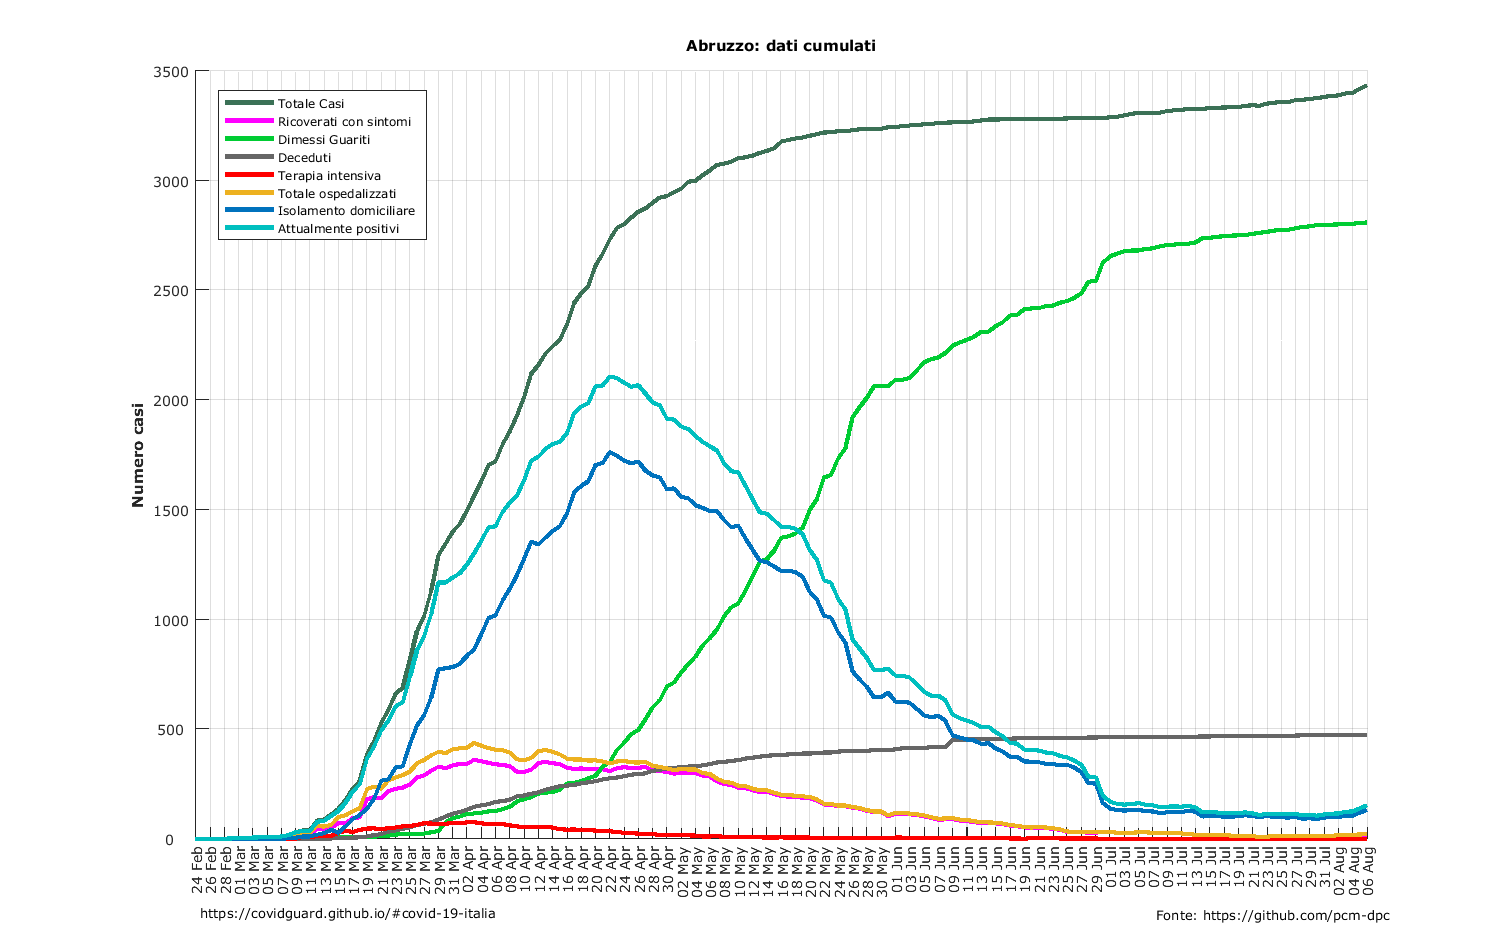 Abruzzo: dati cumulati
3500
3000
2500
2000
1500
1000
500
0
Numero casi
Totale Casi
Ricoverati con sintomi
Dimessi Guariti
Deceduti
Terapia intensiva
Totale ospedalizzati
Isolamento domiciliare
Attualmente positivi
24 Feb
26 Feb
28 Feb
01 Mar
03 Mar
05 Mar
07 Mar
09 Mar
11 Mar
13 Mar
15 Mar
17 Mar
19 Mar
21 Mar
23 Mar
25 Mar
27 Mar
29 Mar
31 Mar
02 Apr
04 Apr
06 Apr
08 Apr
10 Apr
12 Apr
14 Apr
16 Apr
18 Apr
20 Apr
22 Apr
24 Apr
26 Apr
28 Apr
30 Apr
02 May
04 May
06 May
08 May
10 May
12 May
14 May
16 May
18 May
20 May
22 May
24 May
26 May
28 May
30 May
01 Jun
03 Jun
05 Jun
07 Jun
09 Jun
11 Jun
13 Jun
15 Jun
17 Jun
19 Jun
21 Jun
23 Jun
25 Jun
27 Jun
29 Jun
01 Jul
03 Jul
05 Jul
07 Jul
09 Jul
11 Jul
13 Jul
15 Jul
17 Jul
19 Jul
21 Jul
23 Jul
25 Jul
27 Jul
29 Jul
31 Jul
02 Aug
04 Aug
06 Aug
https://covidguard.github.io/#covid-19-italia
Fonte: https://github.com/pcm-dpc